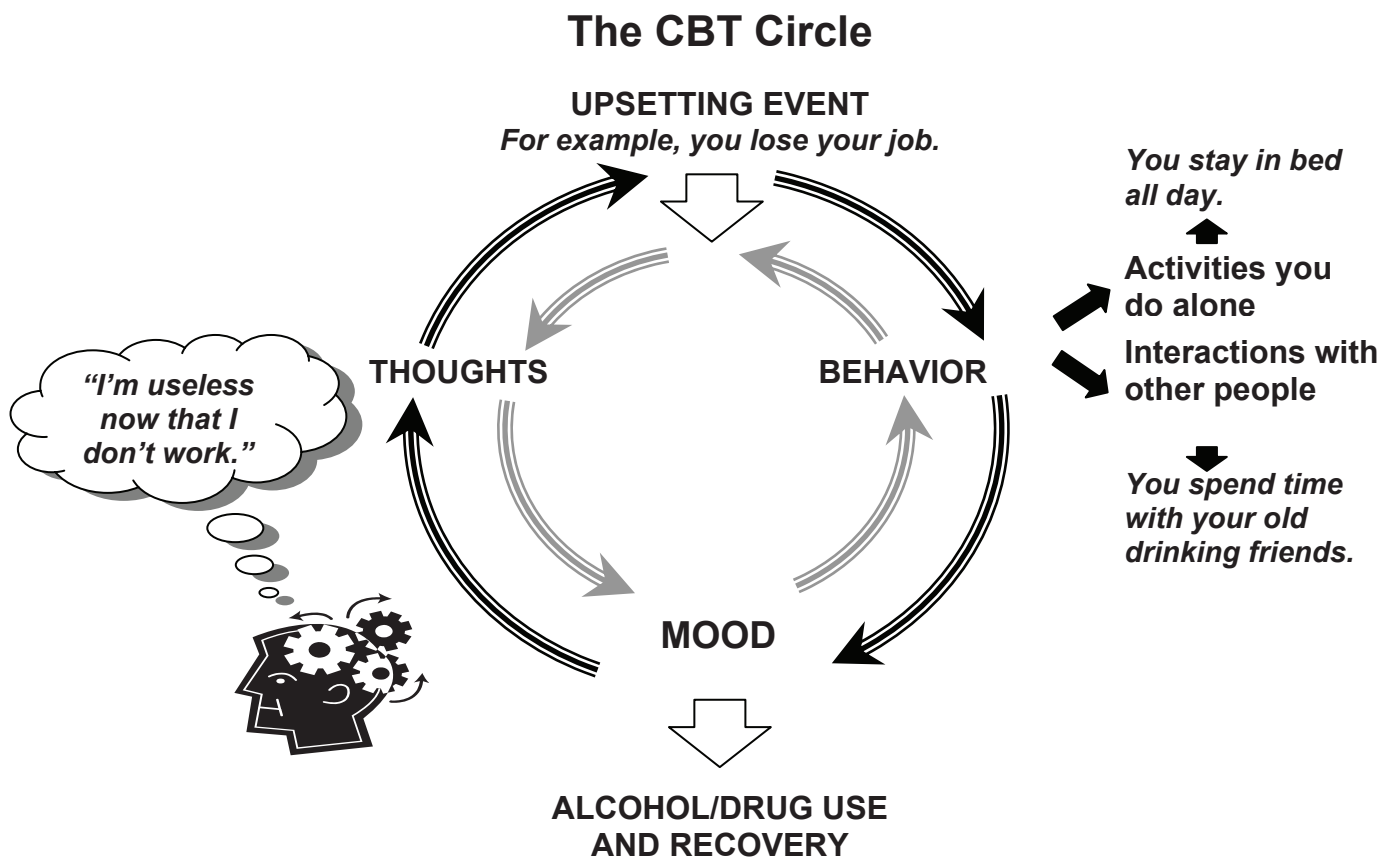 The CBT Circle
UPSETTING EVENT
For example, you lose your job.
You stay in bed
all day.
Activities you
do alone
Interactions with
other people
You spend time
with your old
drinking friends.
THOUGHTS
BEHAVIOR
“I’m useless
now that I
don’t work.”
MOOD
ALCOHOL/DRUG USE
AND RECOVERY